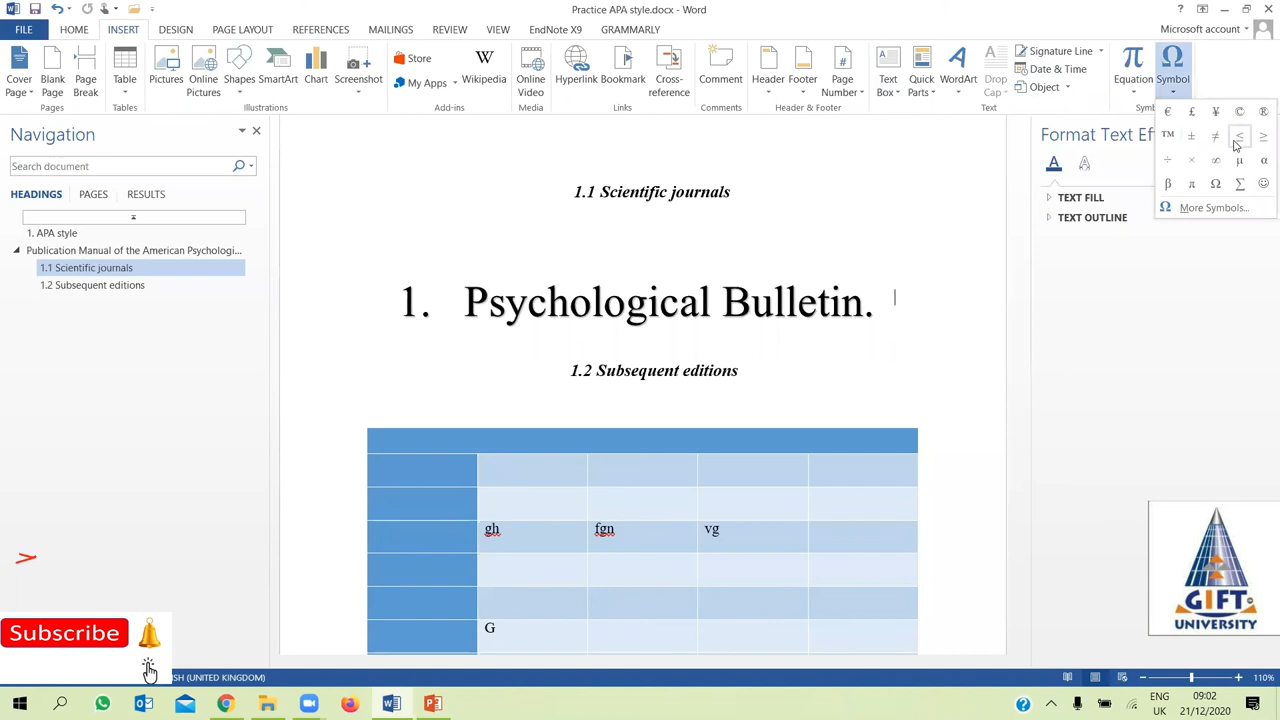 Practice APA style.docx - Word
FILE HOME INSERT DESIGN PAGE LAYOUT REFERENCES MAILINGS REVIEW VIEW EndNote X9 GRAMMARLY Microsoft account
Cover Page
Blank Page
Page Break
Table
Pictures
Online Pictures
Shapes
SmartArt
Chart
Screenshot
Store
My Apps
Wikipedia
Online Video
Hyperlink
Bookmark
Cross-reference
Comment
Header
Footer
Page Number
Text Box
Quick Parts
WordArt
Drop Cap
Signature Line
Date & Time
Object
Equation
Symbol
Pages Tables Illustrations Add-ins Media Links Comments Header & Footer Text
€ £ ¥ © ®
™ ± ≠ ≤ ≥
÷ × ∞ µ α
β π Ω ∑ ☺
Ω More Symbols...
Navigation
Search document
HEADINGS PAGES RESULTS
1. APA style
Publication Manual of the American Psychologi...
1.1 Scientific journals
1.2 Subsequent editions
1.1 Scientific journals
1. Psychological Bulletin.
1.2 Subsequent editions
gh fgn vg
G
Format Text Ef
TEXT FILL
TEXT OUTLINE
GIFT
UNIVERSITY
Subscribe
SH (UNITED KINGDOM)
110%
ENG
UK
09:02
21/12/2020